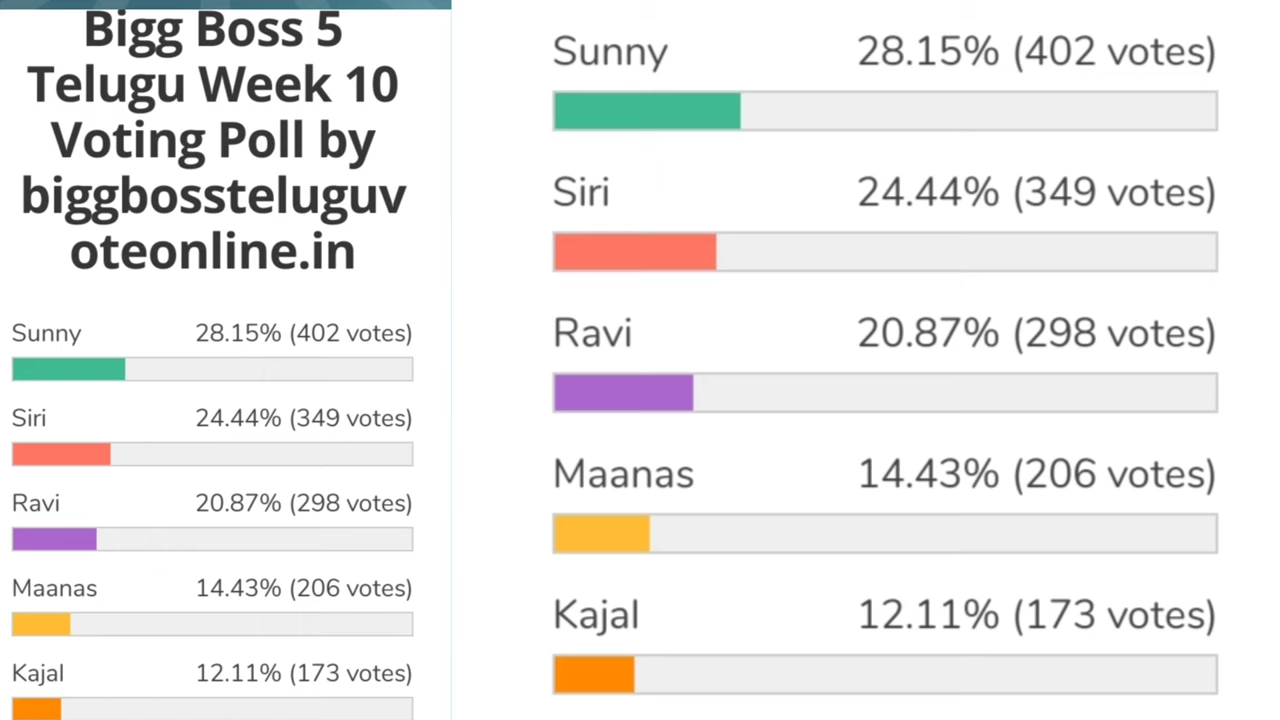 Bigg Boss 5
Telugu Week 10
Voting Poll by
biggbossteluguv
oteonline.in
Sunny 28.15% (402 votes)
Siri 24.44% (349 votes)
Ravi 20.87% (298 votes)
Maanas 14.43% (206 votes)
Kajal 12.11% (173 votes)
Sunny 28.15% (402 votes)
Siri 24.44% (349 votes)
Ravi 20.87% (298 votes)
Maanas 14.43% (206 votes)
Kajal 12.11% (173 votes)